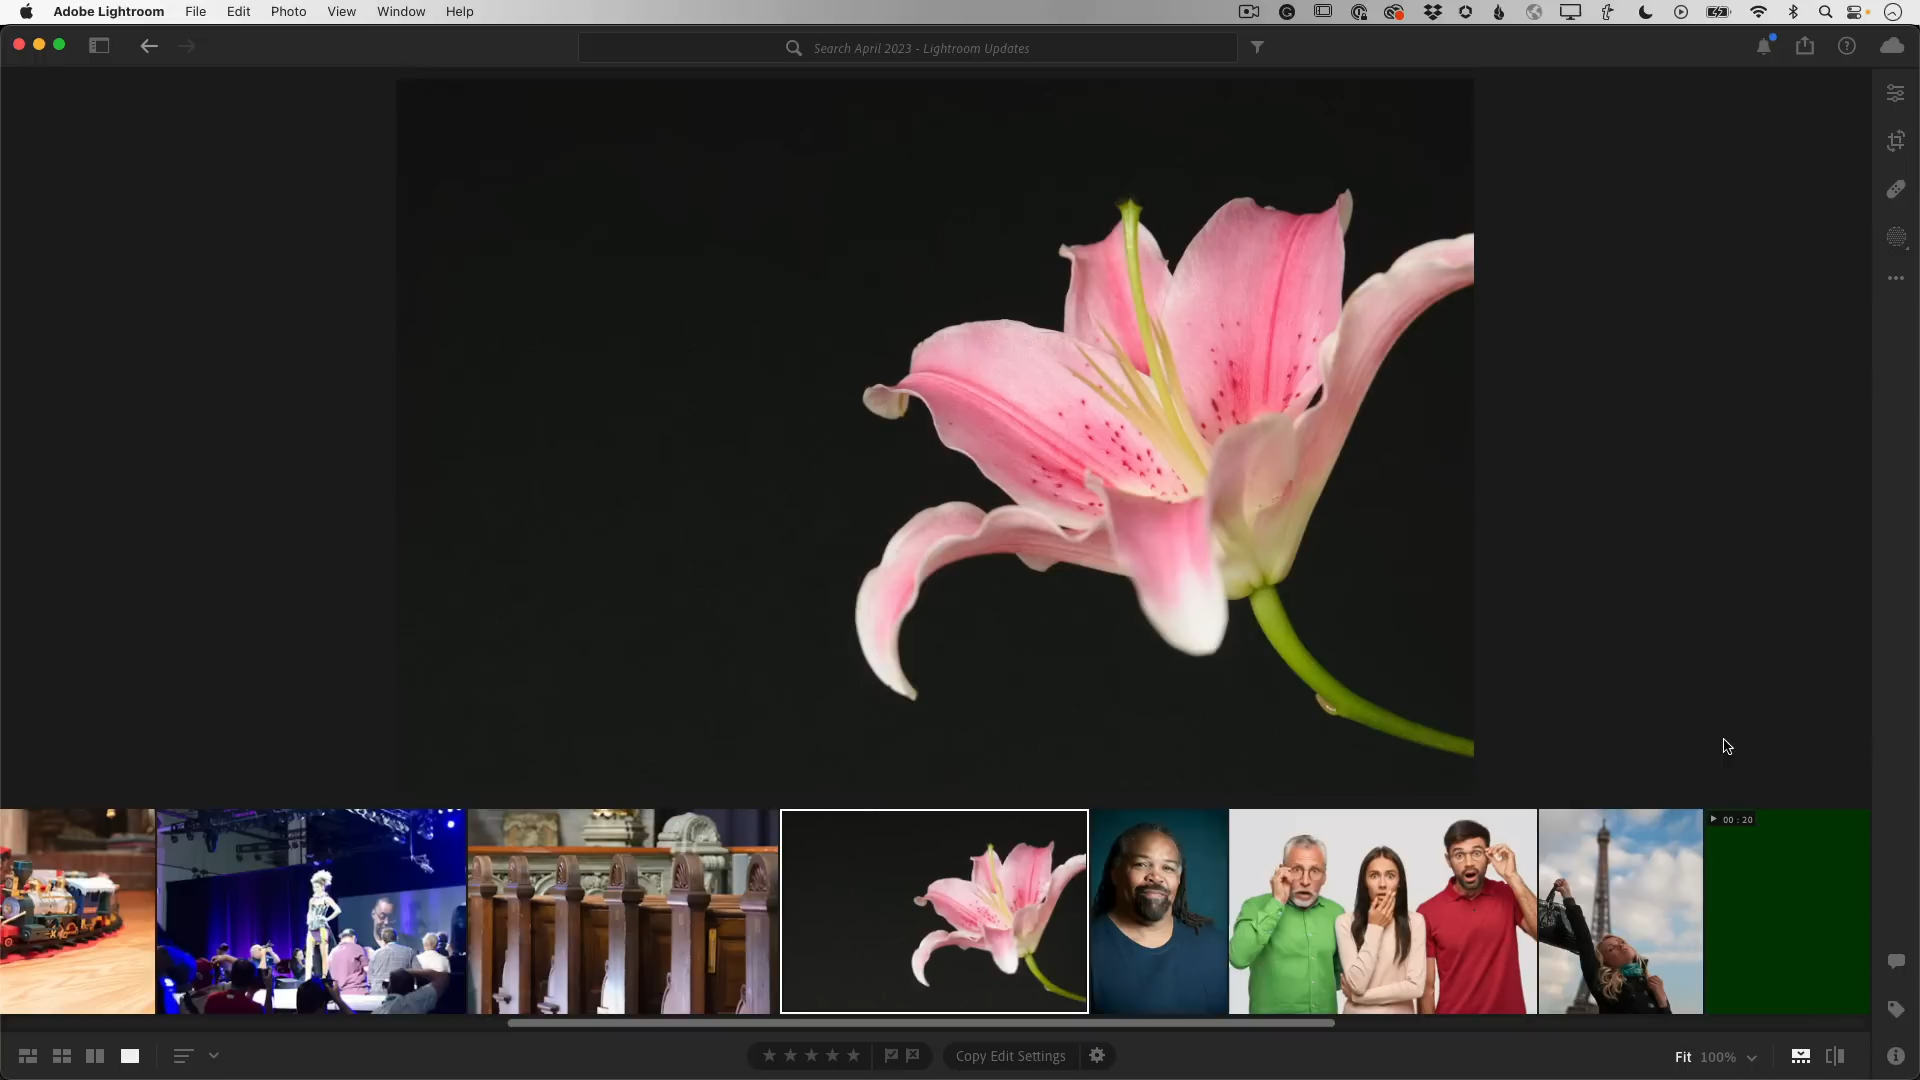 Adobe Lightroom File Edit Photo View Window Help
Search April 2023 - Lightroom Updates
00 : 20
Copy Edit Settings
Fit 100%